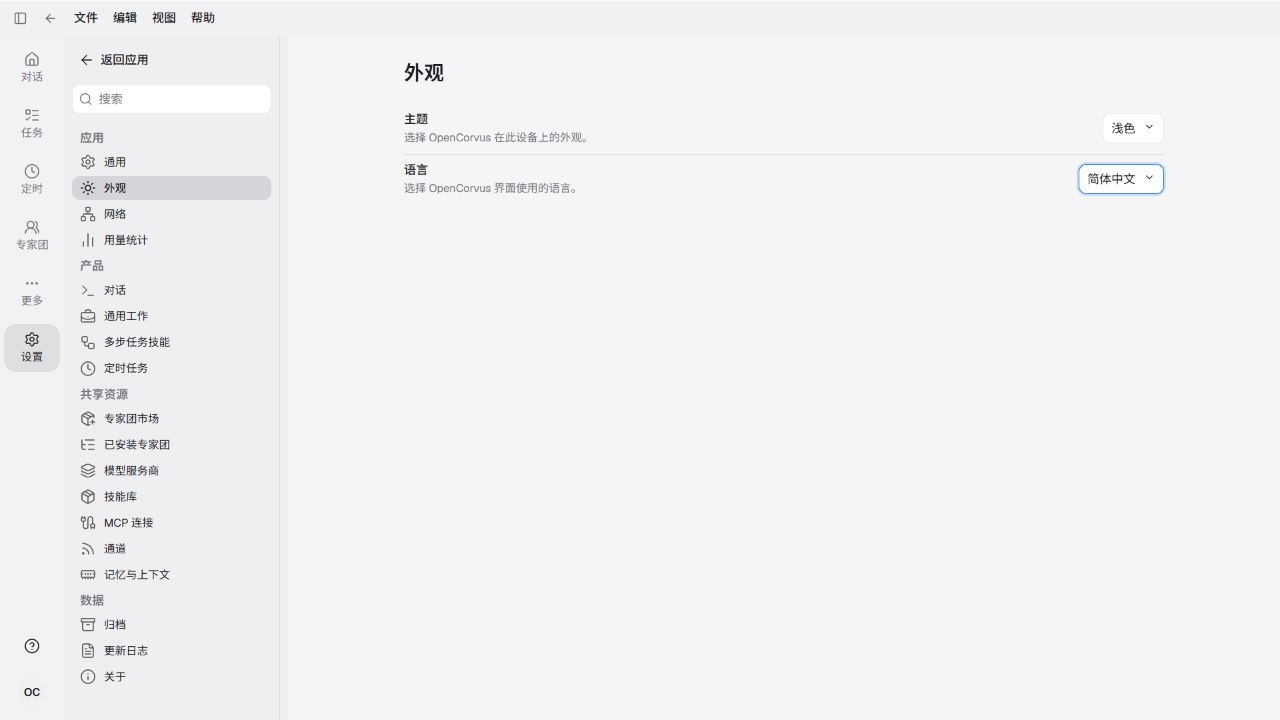 文件 编辑 视图 帮助
对话
任务
定时
专家团
更多
设置
OC
返回应用
搜索
应用
通用
外观
网络
用量统计
产品
对话
通用工作
多步任务技能
定时任务
共享资源
专家团市场
已安装专家团
模型服务商
技能库
MCP 连接
通道
记忆与上下文
数据
归档
更新日志
关于
外观
主题
选择 OpenCorvus 在此设备上的外观。
浅色
语言
选择 OpenCorvus 界面使用的语言。
简体中文